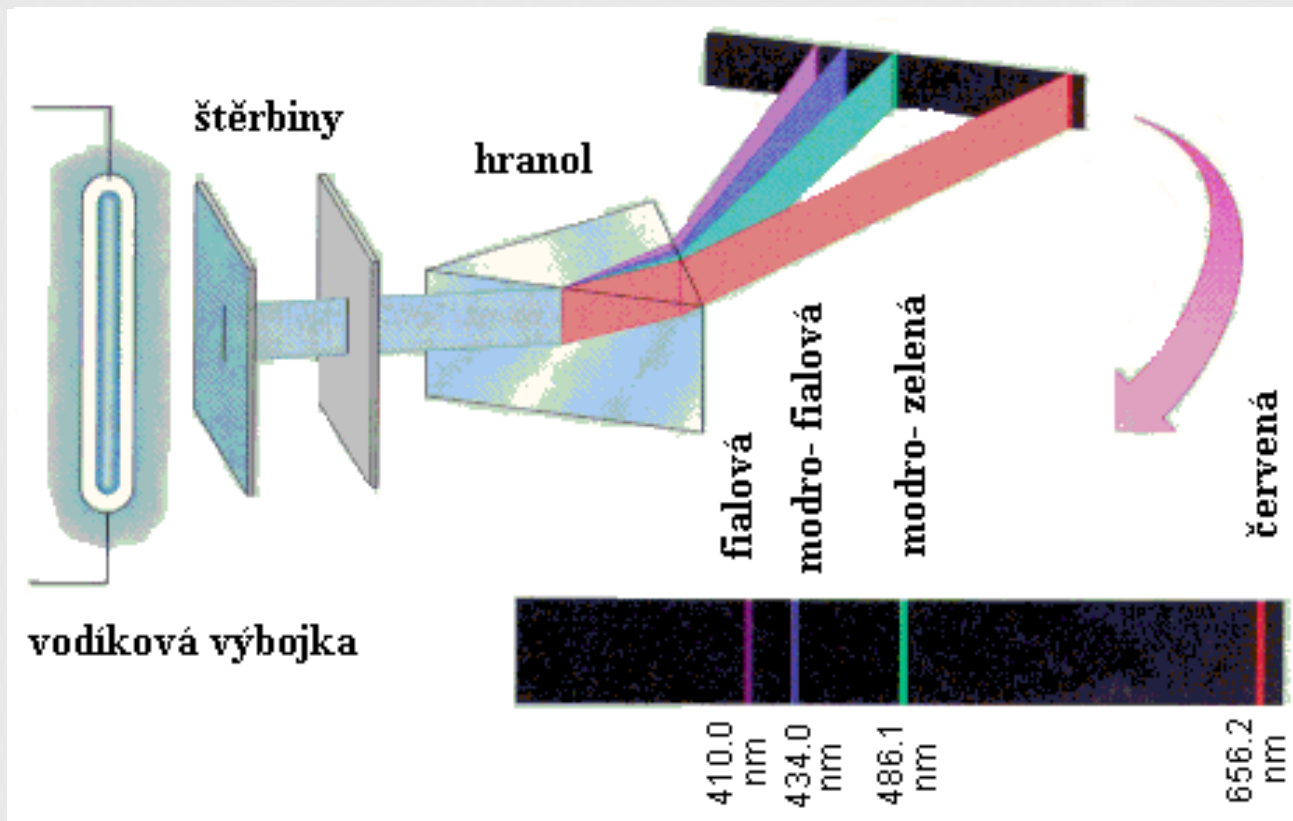 štěrbiny
hranol
vodíková výbojka
fialová
modro- fialová
modro- zelená
červená
410.0
nm
434.0
nm
486.1
nm
656.2
nm